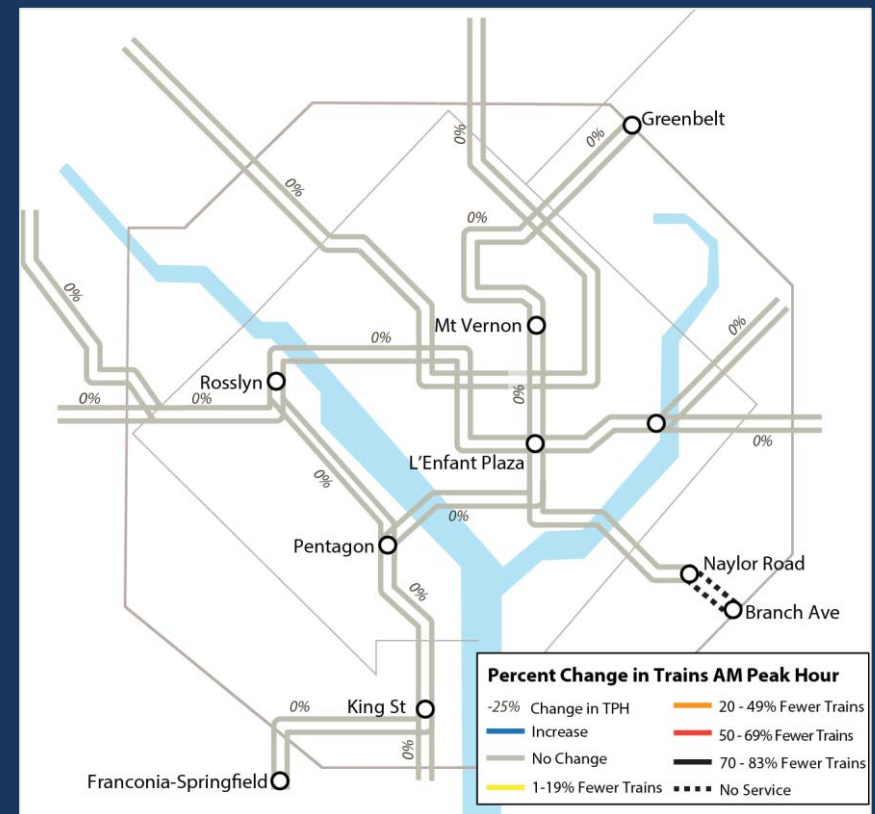 Greenbelt
0%
0%
0%
0%
0%
Mt Vernon
0%
0%
Rosslyn
0%
0%
0%
L'Enfant Plaza
0%
0%
0%
Pentagon
Naylor Road
0%
Branch Ave
King St
0%
0%
Franconia-Springfield
Percent Change in Trains AM Peak Hour
-25% Change in TPH
Increase
No Change
1-19% Fewer Trains
20 - 49% Fewer Trains
50 - 69% Fewer Trains
70 - 83% Fewer Trains
No Service